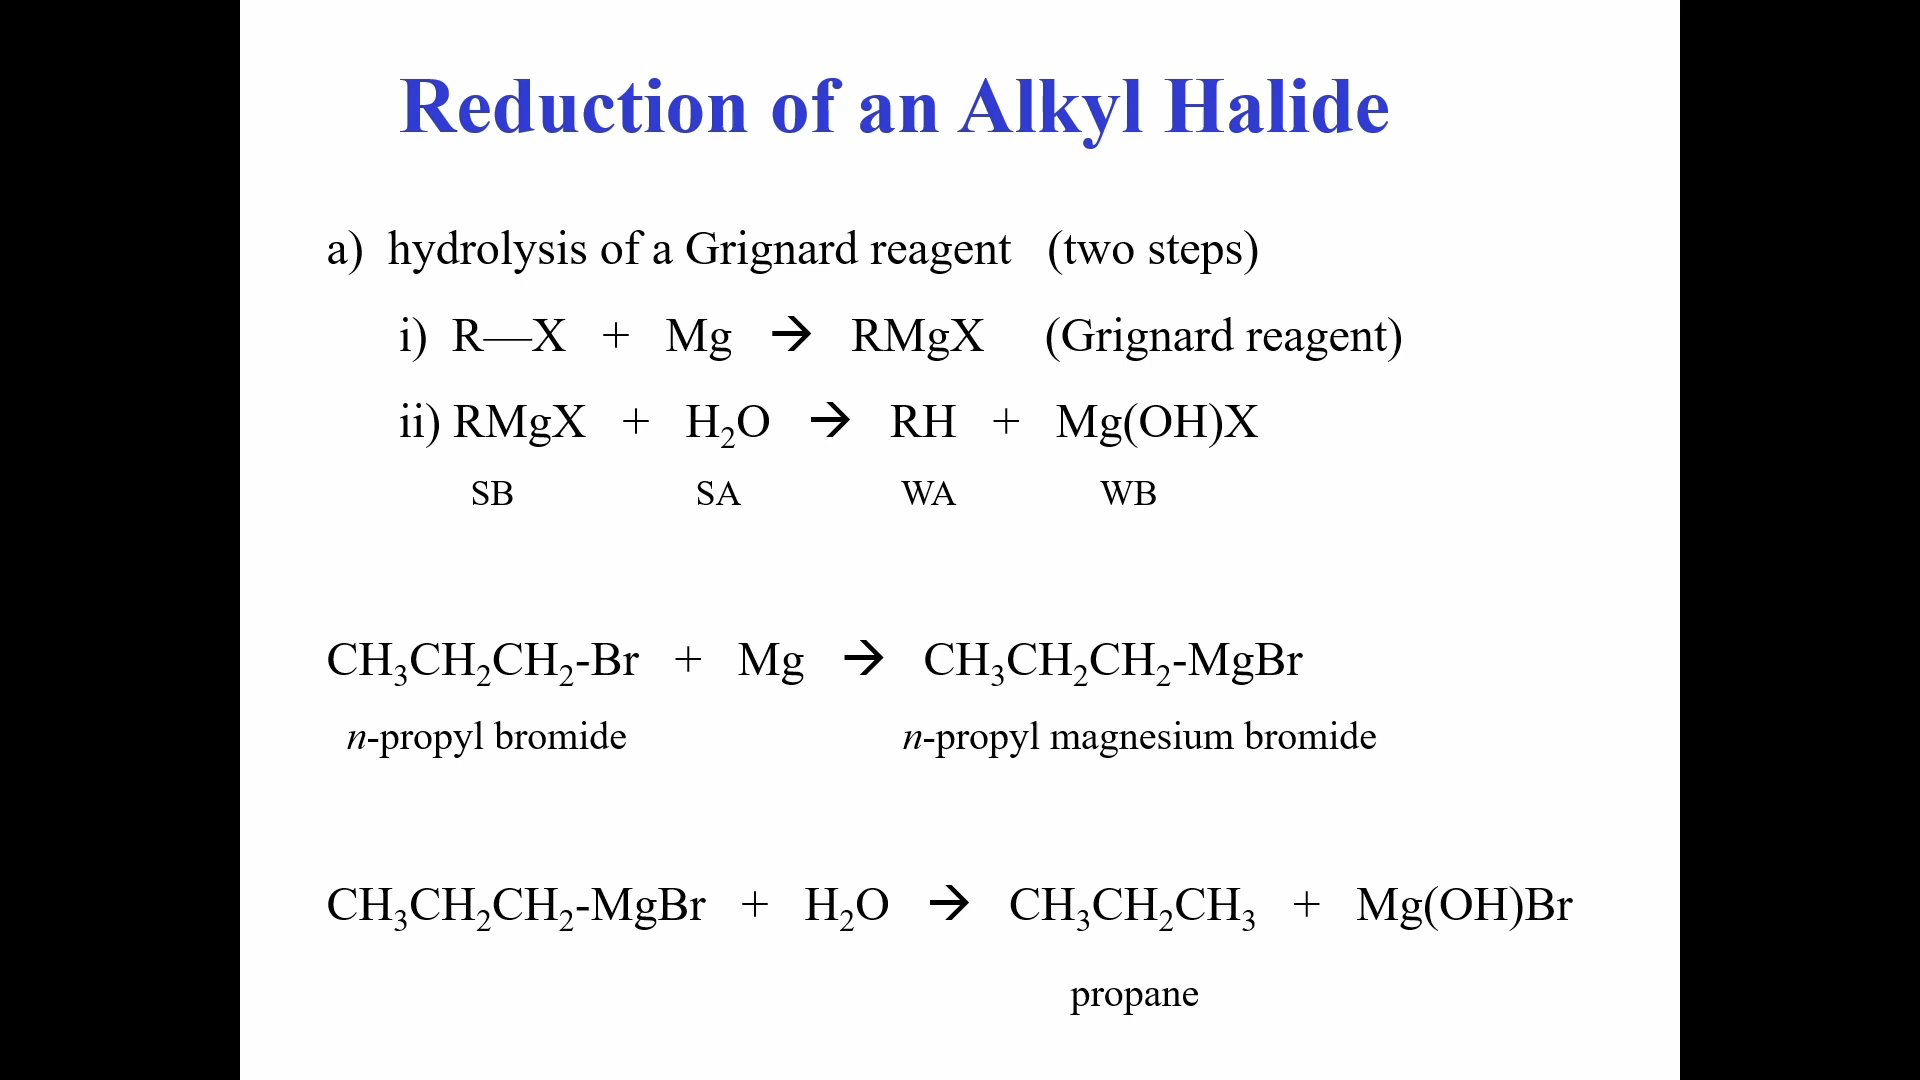 Reduction of an Alkyl Halide
a) hydrolysis of a Grignard reagent (two steps)
i) R—X + Mg → RMgX (Grignard reagent)
ii) RMgX + H₂O → RH + Mg(OH)X
SB SA WA WB
CH₃CH₂CH₂-Br + Mg → CH₃CH₂CH₂-MgBr
n-propyl bromide n-propyl magnesium bromide
CH₃CH₂CH₂-MgBr + H₂O → CH₃CH₂CH₃ + Mg(OH)Br
propane